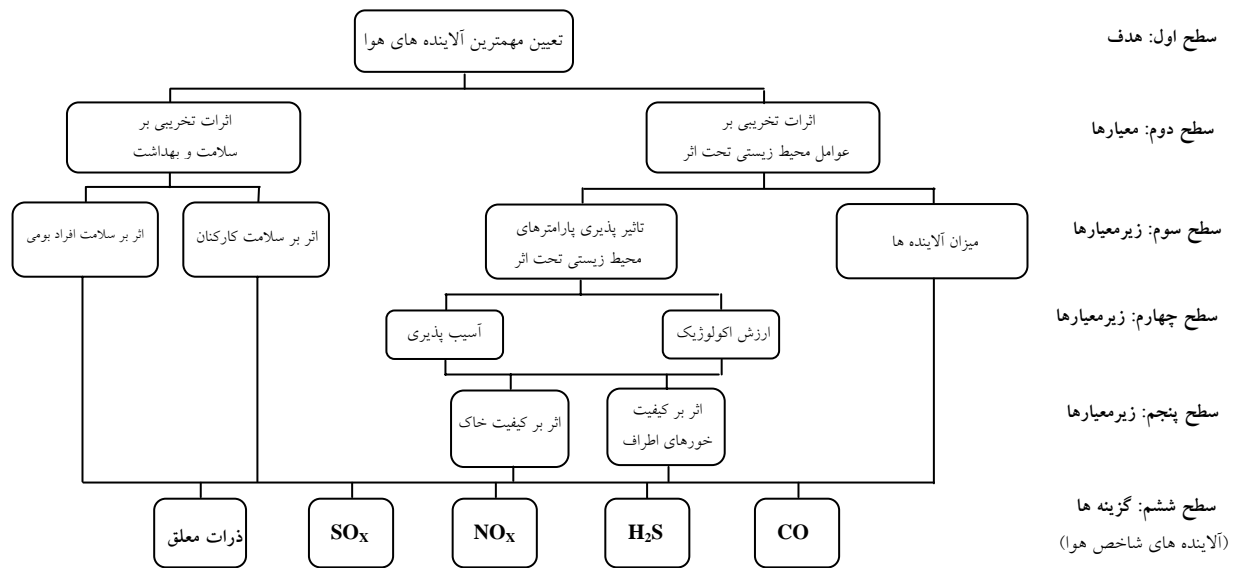 تعیین مهمترین آلاینده های هوا
سطح اول: هدف
اثرات تخریبی بر
عوامل محیط زیستی تحت اثر
اثرات تخریبی بر
سلامت و بهداشت
سطح دوم: معیارها
میزان آلاینده ها
تاثیر پذیری پارامترهای
محیط زیستی تحت اثر
اثر بر سلامت کارکنان
اثر بر سلامت افراد بومی
سطح سوم: زیرمعیارها
ارزش اکولوژیک
آسیب پذیری
سطح چهارم: زیرمعیارها
اثر بر کیفیت
خورهای اطراف
اثر بر کیفیت خاک
سطح پنجم: زیرمعیارها
CO
H₂S
NOₓ
SOₓ
ذرات معلق
سطح ششم: گزینه ها
(آلاینده های شاخص هوا)